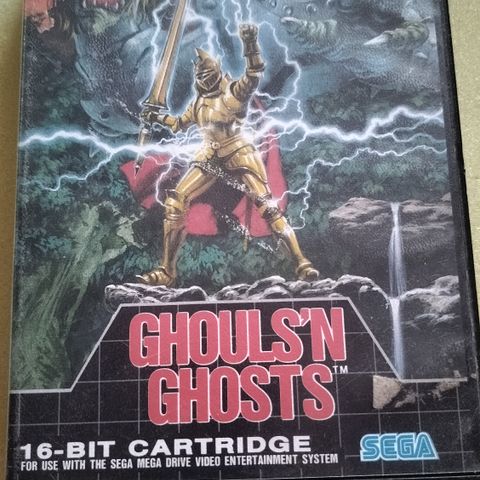 GHOULS'N
GHOSTS™
16-BIT CARTRIDGE
FOR USE WITH THE SEGA MEGA DRIVE VIDEO ENTERTAINMENT SYSTEM
SEGA